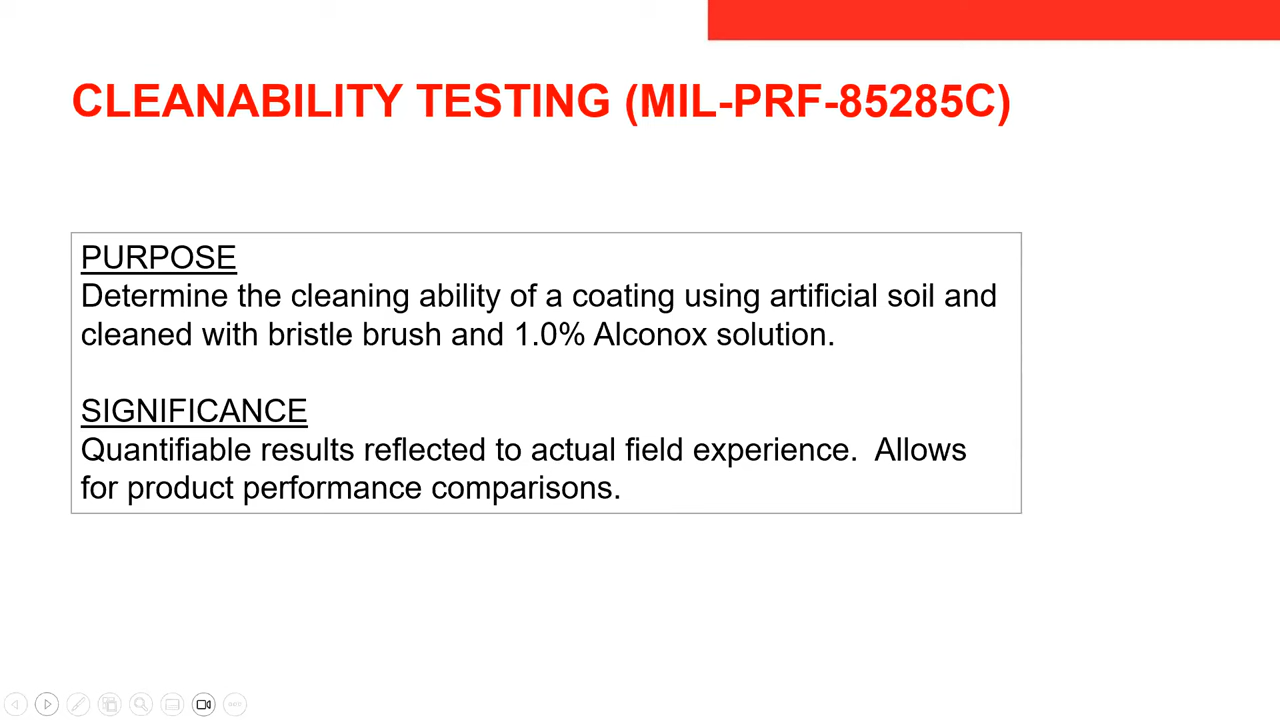 CLEANABILITY TESTING (MIL-PRF-85285C)
PURPOSE
Determine the cleaning ability of a coating using artificial soil and
cleaned with bristle brush and 1.0% Alconox solution.
SIGNIFICANCE
Quantifiable results reflected to actual field experience.  Allows
for product performance comparisons.